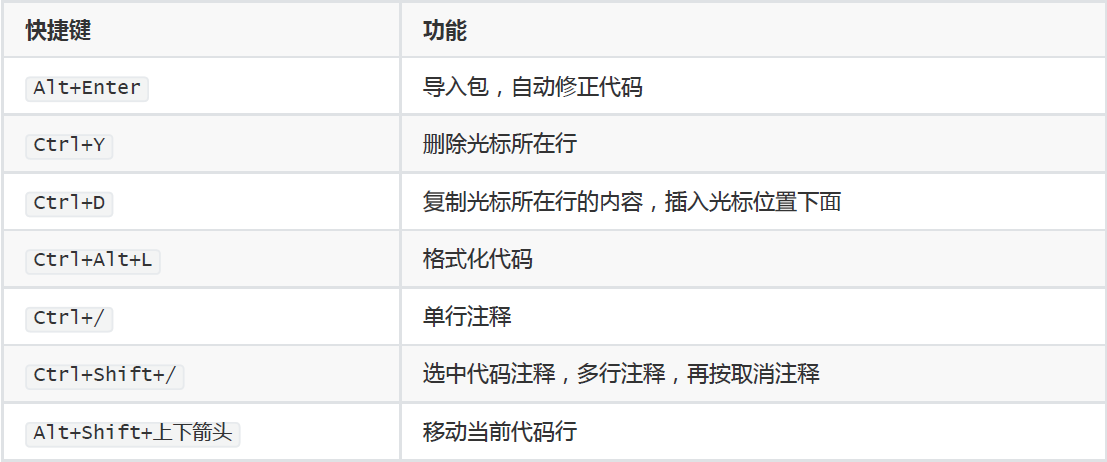 快捷键 功能
Alt+Enter 导入包，自动修正代码
Ctrl+Y 删除光标所在行
Ctrl+D 复制光标所在行的内容，插入光标位置下面
Ctrl+Alt+L 格式化代码
Ctrl+/ 单行注释
Ctrl+Shift+/ 选中代码注释，多行注释，再按取消注释
Alt+Shift+上下箭头 移动当前代码行